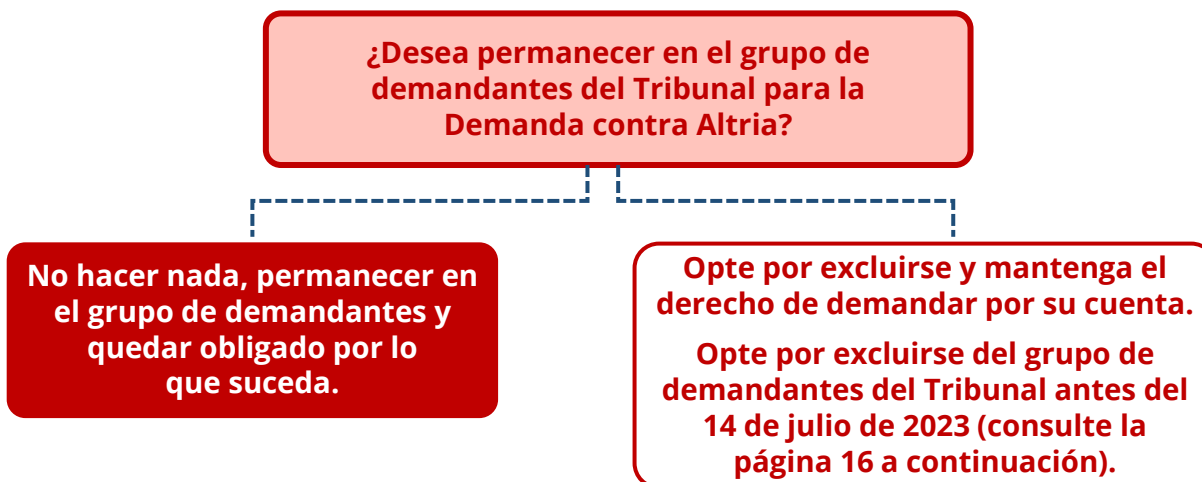 ¿Desea permanecer en el grupo de
demandantes del Tribunal para la
Demanda contra Altria?
No hacer nada, permanecer en
el grupo de demandantes y
quedar obligado por lo
que suceda.
Opte por excluirse y mantenga el
derecho de demandar por su cuenta.
Opte por excluirse del grupo de
demandantes del Tribunal antes del
14 de julio de 2023 (consulte la
página 16 a continuación).